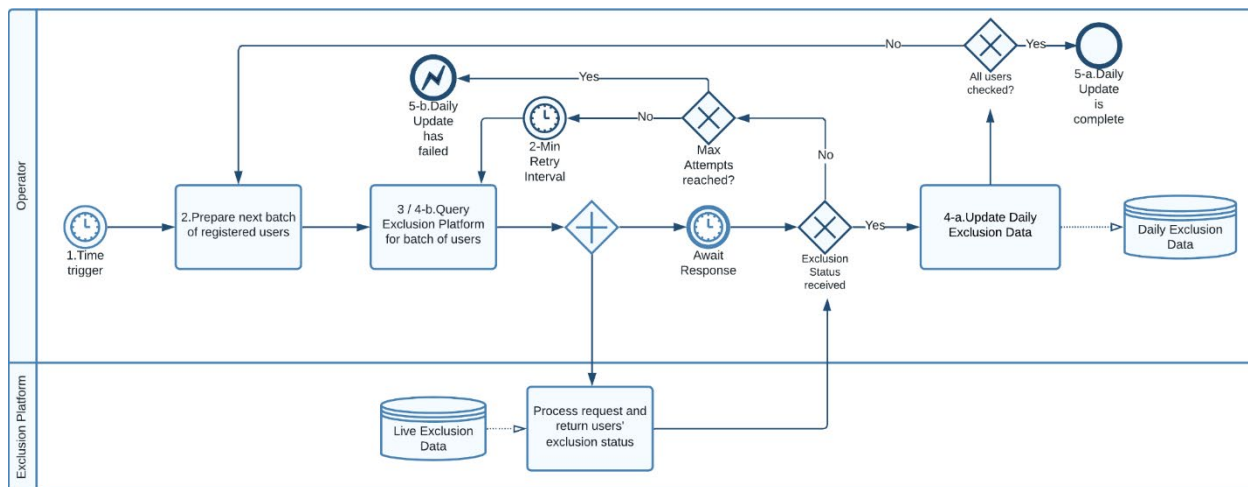 Operator
No
Yes
All users
checked?
5-a.Daily
Update
is
complete
Yes
5-b.Daily
Update
has
failed
No
2-Min
Retry
Interval
Max
Attempts
reached?
No
1.Time
trigger
2.Prepare next batch
of registered users
3 / 4-b.Query
Exclusion Platform
for batch of users
Await
Response
Exclusion
Status
received
Yes
4-a.Update Daily
Exclusion Data
Daily Exclusion
Data
Exclusion Platform
Live Exclusion
Data
Process request and
return users'
exclusion status